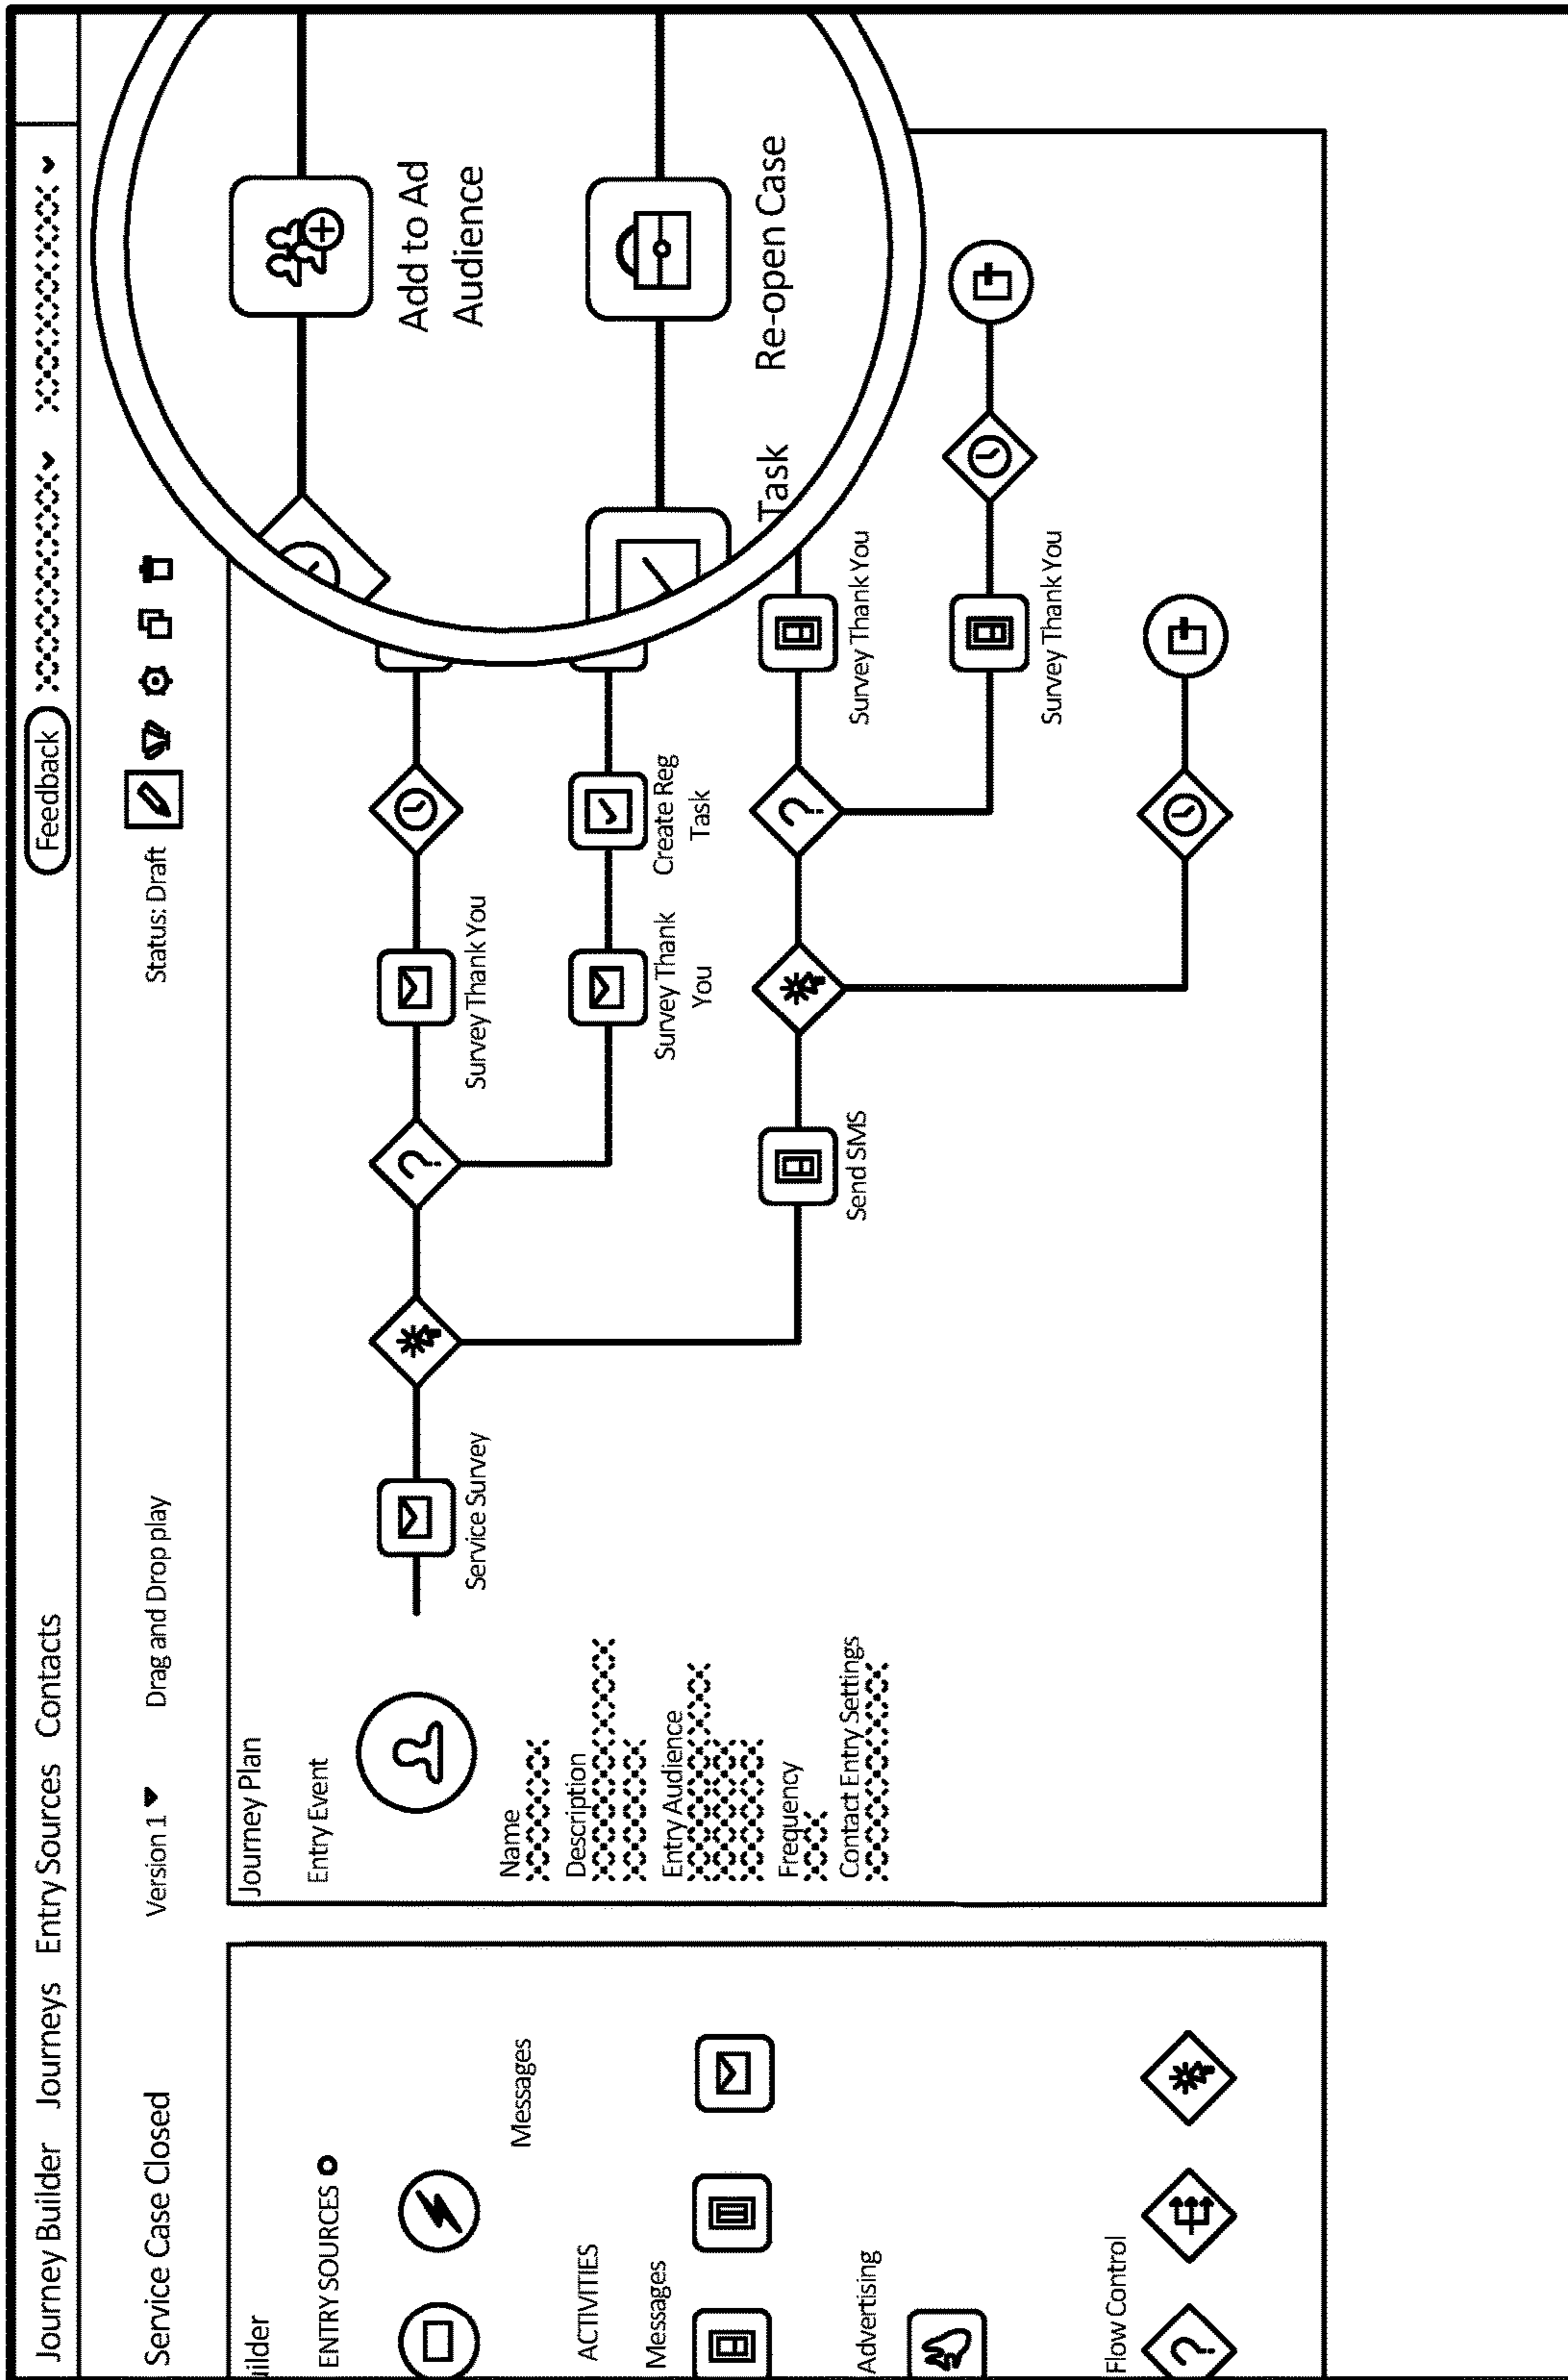 Journey Builder Journeys Entry Sources Contacts Feedback
Service Case Closed Version 1 Drag and Drop play Status: Draft
uilder
ENTRY SOURCES
Messages
ACTIVITIES
Messages
Advertising
Flow Control
Journey Plan
Entry Event
Name
Description
Entry Audience
Frequency
Contact Entry Settings
Service Survey
Survey Thank You
Survey Thank
You
Create Reg
Task
Send SMS
Survey Thank You
Survey Thank You
Add to Ad
Audience
Task
Re-open Case